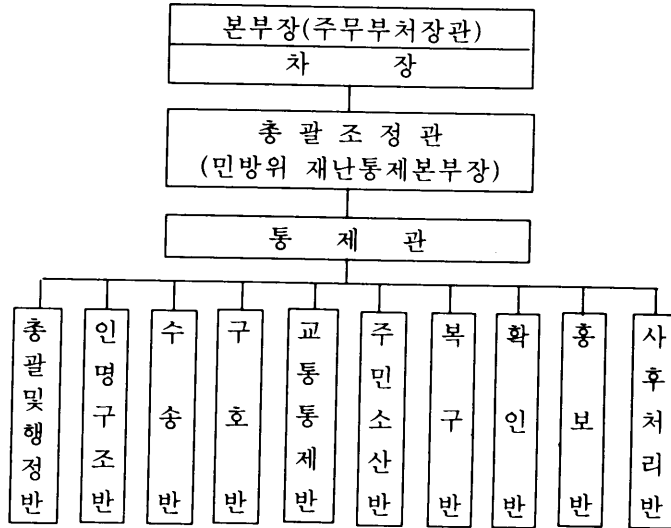 본부장(주무부처장관)
차 장
총 괄 조 정 관
(민방위 재난통제본부장)
통 제 관
총괄및행정반
인명구조반
수송반
구호반
교통통제반
주민소산반
복구반
확인반
홍보반
사후처리반